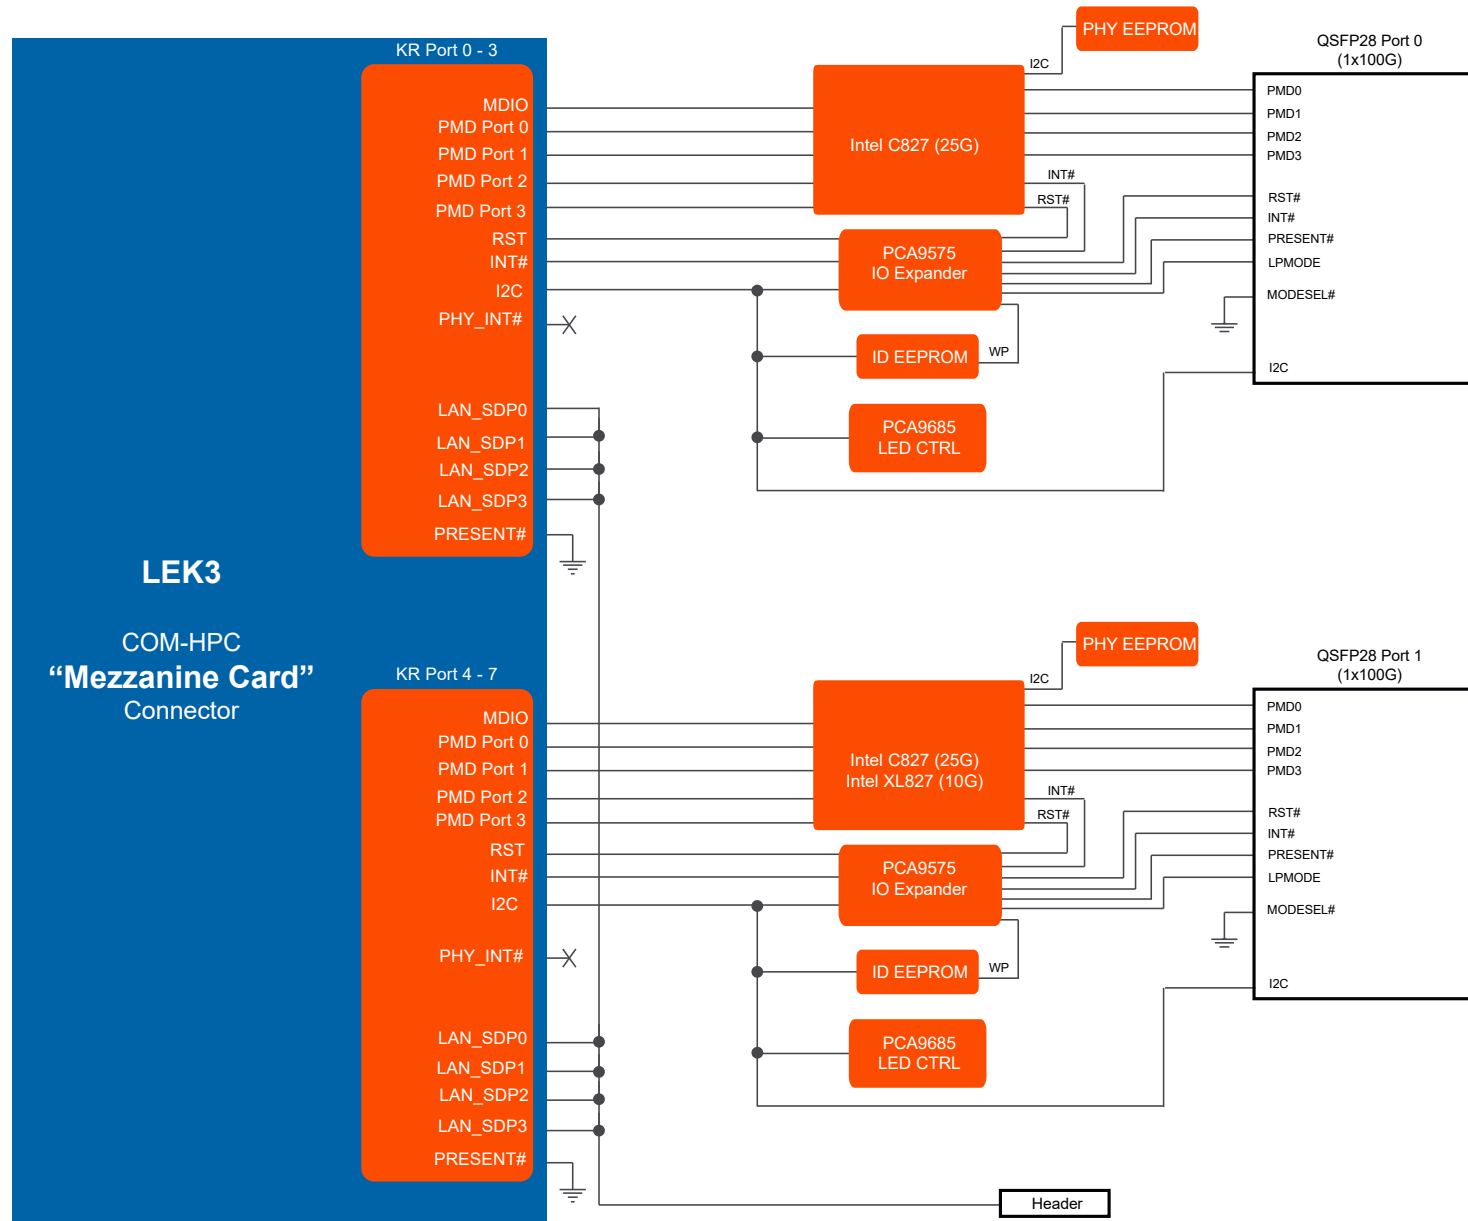 LEK3
COM-HPC
“Mezzanine Card”
Connector
KR Port 0 - 3
MDIO
PMD Port 0
PMD Port 1
PMD Port 2
PMD Port 3
RST
INT#
I2C
PHY_INT#
LAN_SDP0
LAN_SDP1
LAN_SDP2
LAN_SDP3
PRESENT#
Intel C827 (25G)
I2C
PHY EEPROM
INT#
RST#
PCA9575
IO Expander
ID EEPROM
WP
PCA9685
LED CTRL
QSFP28 Port 0
(1x100G)
PMD0
PMD1
PMD2
PMD3
RST#
INT#
PRESENT#
LPMODE
MODESEL#
I2C
KR Port 4 - 7
MDIO
PMD Port 0
PMD Port 1
PMD Port 2
PMD Port 3
RST
INT#
I2C
PHY_INT#
LAN_SDP0
LAN_SDP1
LAN_SDP2
LAN_SDP3
PRESENT#
Intel C827 (25G)
Intel XL827 (10G)
I2C
PHY EEPROM
INT#
RST#
PCA9575
IO Expander
ID EEPROM
WP
PCA9685
LED CTRL
QSFP28 Port 1
(1x100G)
PMD0
PMD1
PMD2
PMD3
RST#
INT#
PRESENT#
LPMODE
MODESEL#
I2C
Header